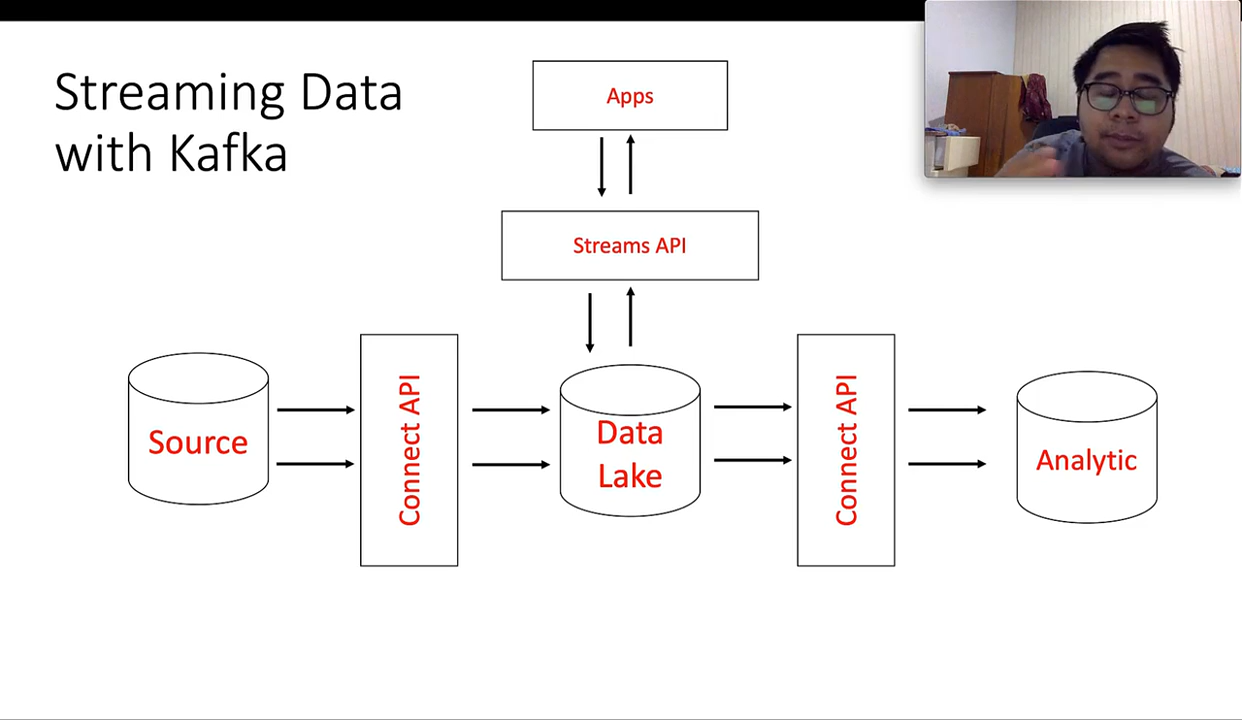 Streaming Data
with Kafka
Apps
Streams API
Source
Connect API
Data
Lake
Connect API
Analytic